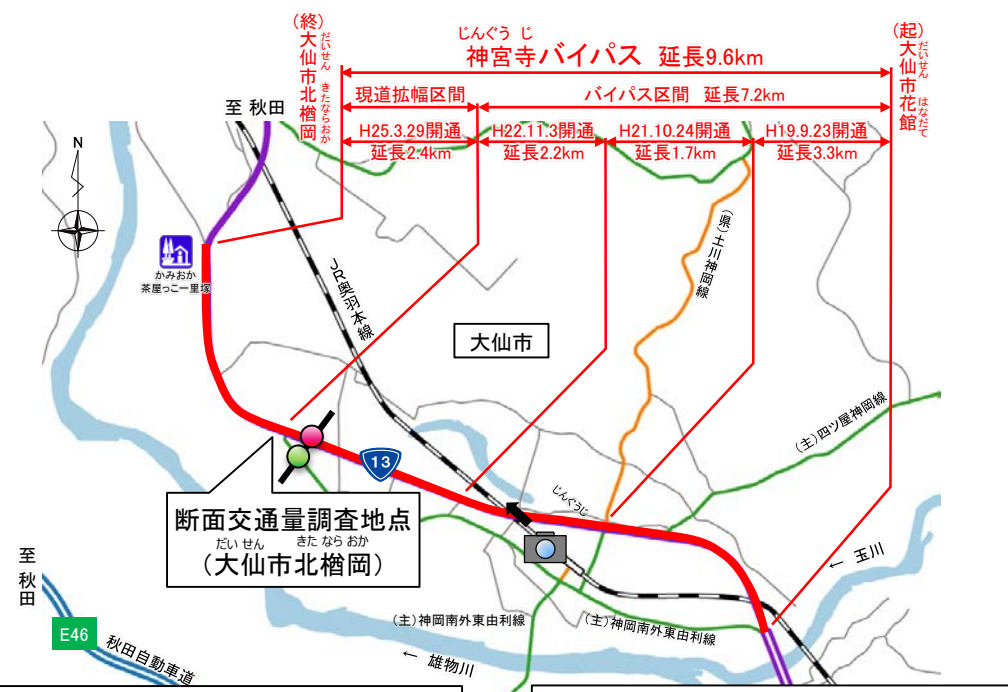 じんぐう じ
神宮寺バイパス 延長9.6km
(終)大仙市北楢岡
だいせん きたならおか
(起)大仙市花館
だいせん はなだて
現道拡幅区間
バイパス区間 延長7.2km
H25.3.29開通
延長2.4km
H22.11.3開通
延長2.2km
H21.10.24開通
延長1.7km
H19.9.23開通
延長3.3km
至 秋田
N
かみおか
茶屋っこ一里塚
JR奥羽本線
(県)土川神岡線
大仙市
(主)四ツ屋神岡線
13
じんぐうじ
断面交通量調査地点
だい せん きた なら おか
(大仙市北楢岡)
← 玉川
至 秋田
E46
秋田自動車道
(主)神岡南外東由利線
(主)神岡南外東由利線
← 雄物川